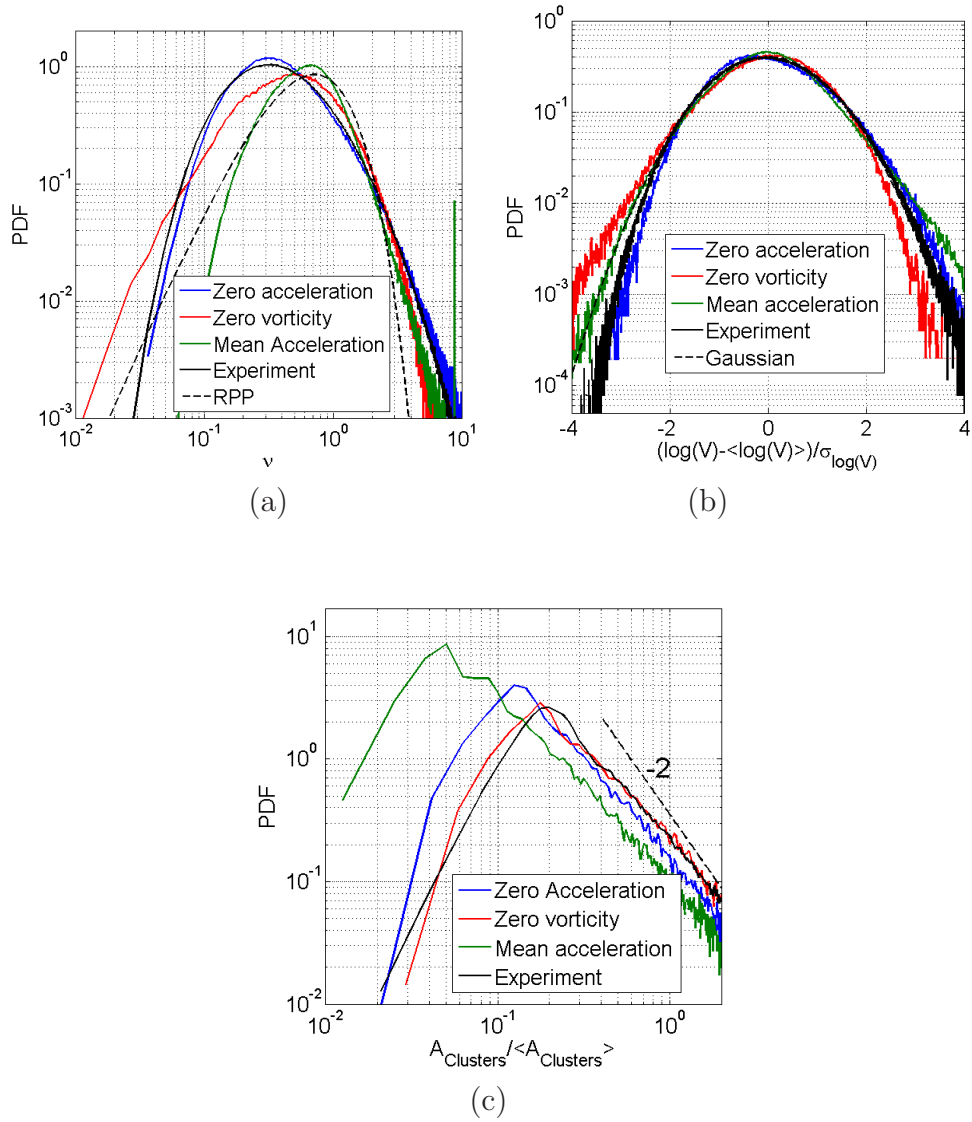 10^0
10^1
10^-1
10^-2
10^-3
PDF
10^-2
10^-1
10^0
10^1
ν
Zero acceleration
Zero vorticity
Mean Acceleration
Experiment
RPP
(a)
10^0
10^-1
10^-2
10^-3
10^-4
PDF
-4
-2
0
2
4
(log(V)-<log(V)>)/σ_log(V)
Zero acceleration
Zero vorticity
Mean acceleration
Experiment
Gaussian
(b)
10^1
10^0
10^-1
10^-2
PDF
-2
10^-2
10^-1
10^0
A_Clusters/<A_Clusters>
Zero Acceleration
Zero vorticity
Mean acceleration
Experiment
(c)